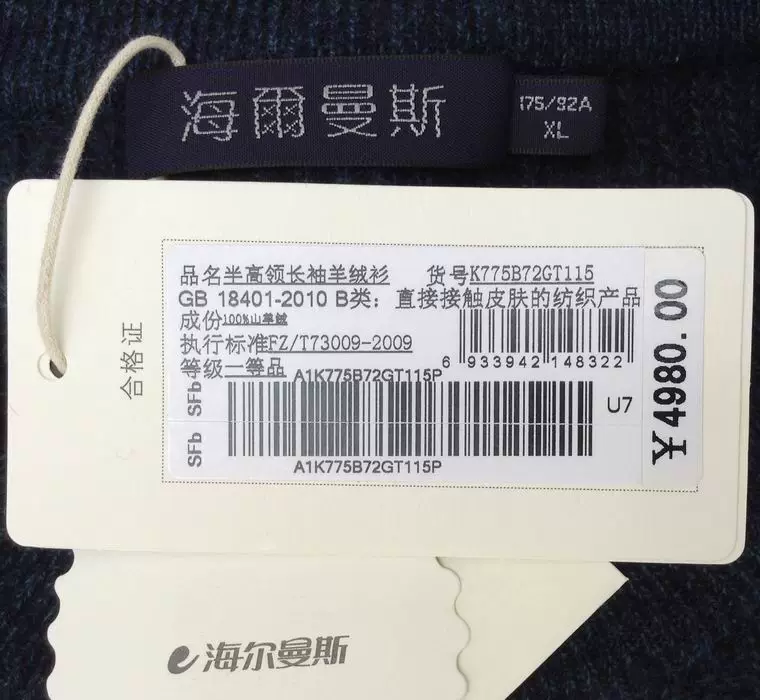 海爾曼斯
175/92A
XL
品名半高领长袖羊绒衫 货号K775B72GT115
GB 18401-2010 B类：直接接触皮肤的纺织产品
成份100%山羊绒
执行标准FZ/T73009-2009
6 933942 148322
等级一等品
A1K775B72GT115P
SFb
SFb
U7
A1K775B72GT115P
¥4980.00
合格证
海尔曼斯